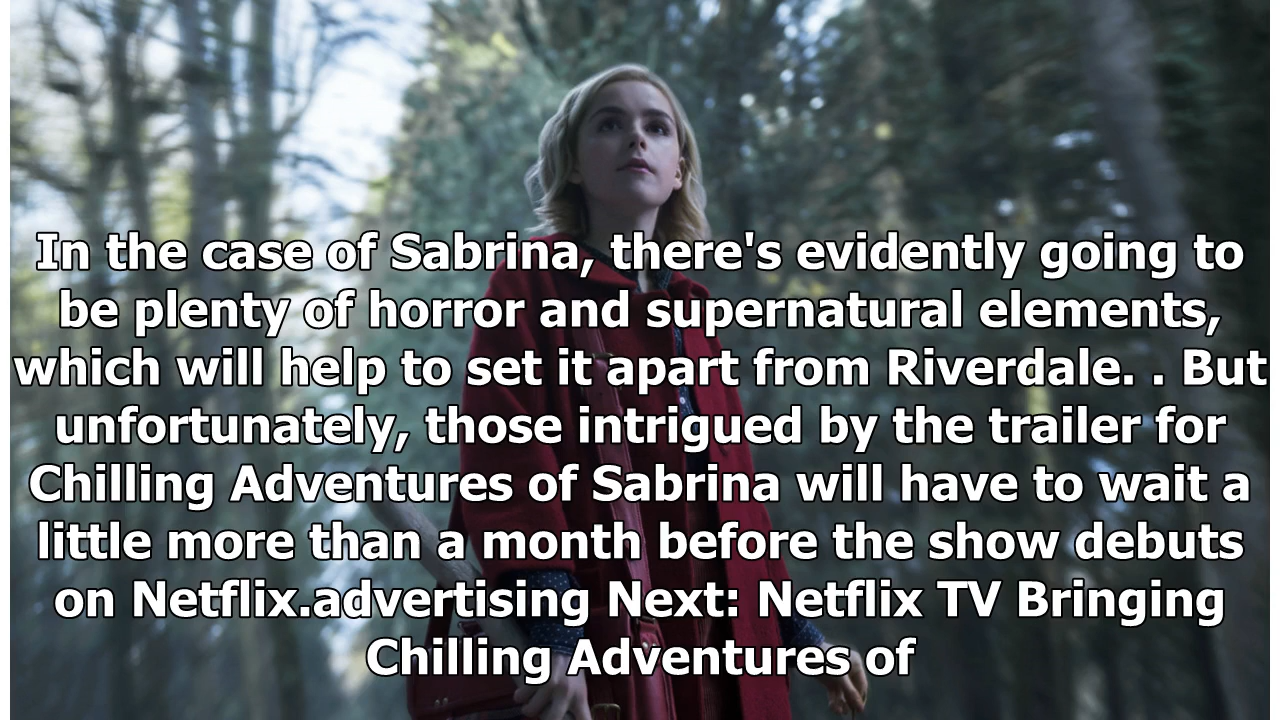 In the case of Sabrina, there's evidently going to
be plenty of horror and supernatural elements,
which will help to set it apart from Riverdale. . But
unfortunately, those intrigued by the trailer for
Chilling Adventures of Sabrina will have to wait a
little more than a month before the show debuts
on Netflix.advertising Next: Netflix TV Bringing
Chilling Adventures of